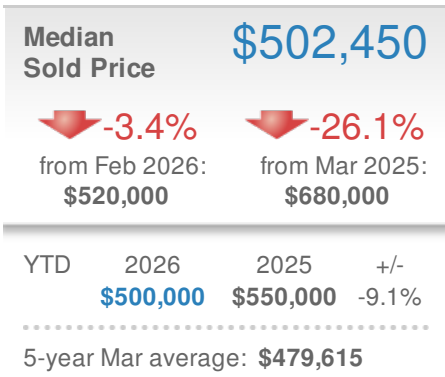 Median $502,450
Sold Price
-3.4% -26.1%
from Feb 2026: from Mar 2025:
$520,000 $680,000
YTD 2026 2025 +/-
$500,000 $550,000 -9.1%
5-year Mar average: $479,615